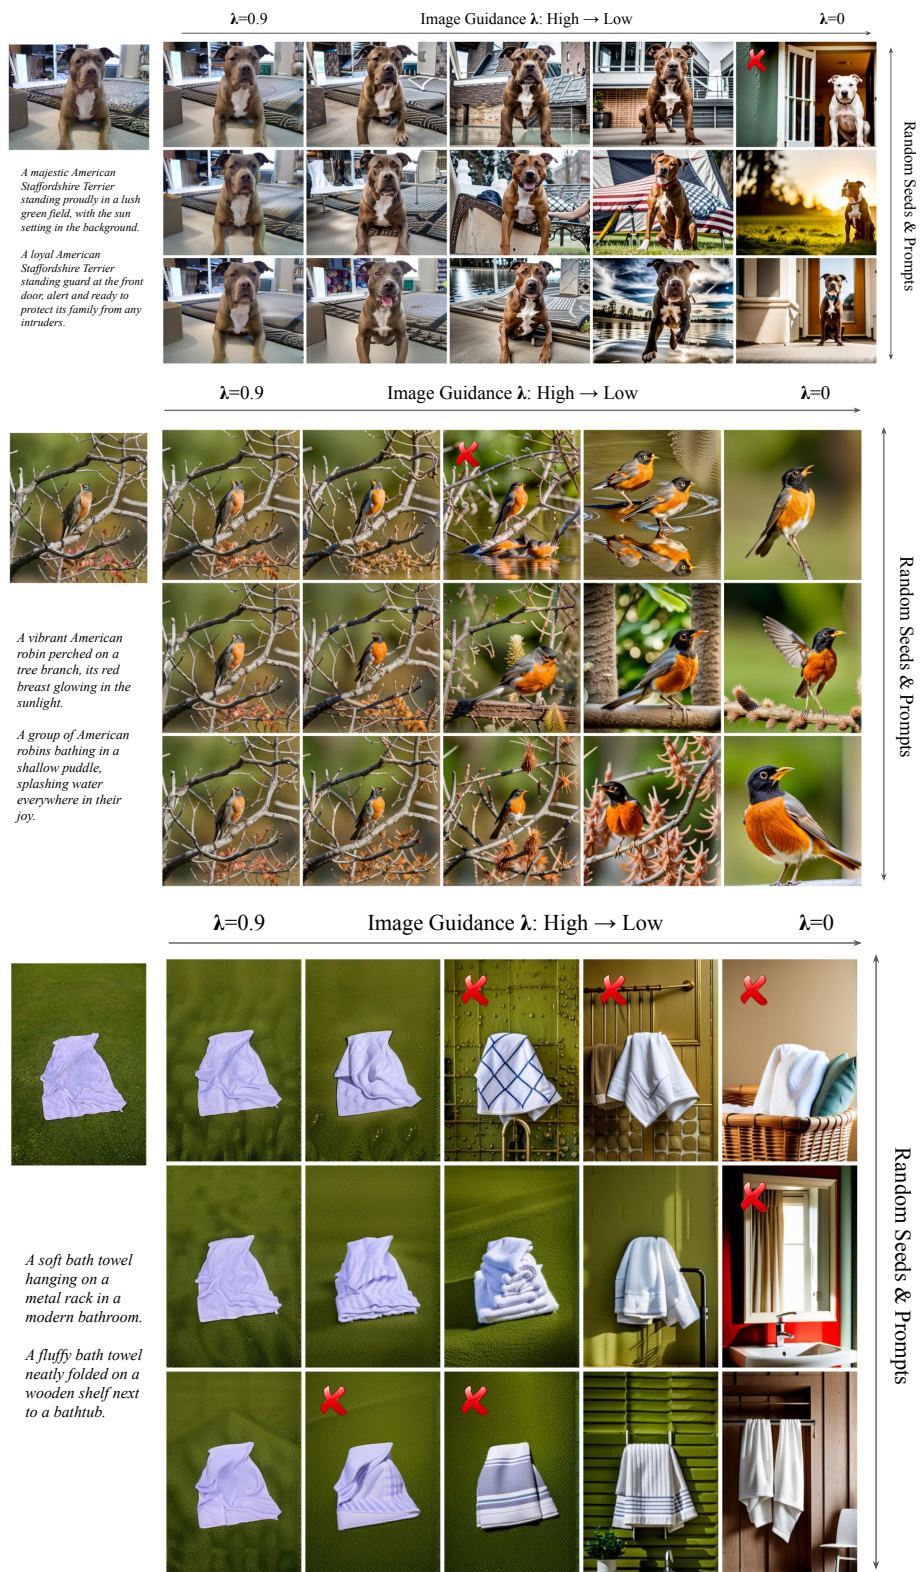 λ=0.9
Image Guidance λ: High → Low
λ=0
A majestic American
Staffordshire Terrier
standing proudly in a lush
green field, with the sun
setting in the background.
A loyal American
Staffordshire Terrier
standing guard at the front
door, alert and ready to
protect its family from any
intruders.
Random Seeds & Prompts
λ=0.9
Image Guidance λ: High → Low
λ=0
A vibrant American
robin perched on a
tree branch, its red
breast glowing in the
sunlight.
A group of American
robins bathing in a
shallow puddle,
splashing water
everywhere in their
joy.
Random Seeds & Prompts
λ=0.9
Image Guidance λ: High → Low
λ=0
A soft bath towel
hanging on a
metal rack in a
modern bathroom.
A fluffy bath towel
neatly folded on a
wooden shelf next
to a bathtub.
Random Seeds & Prompts